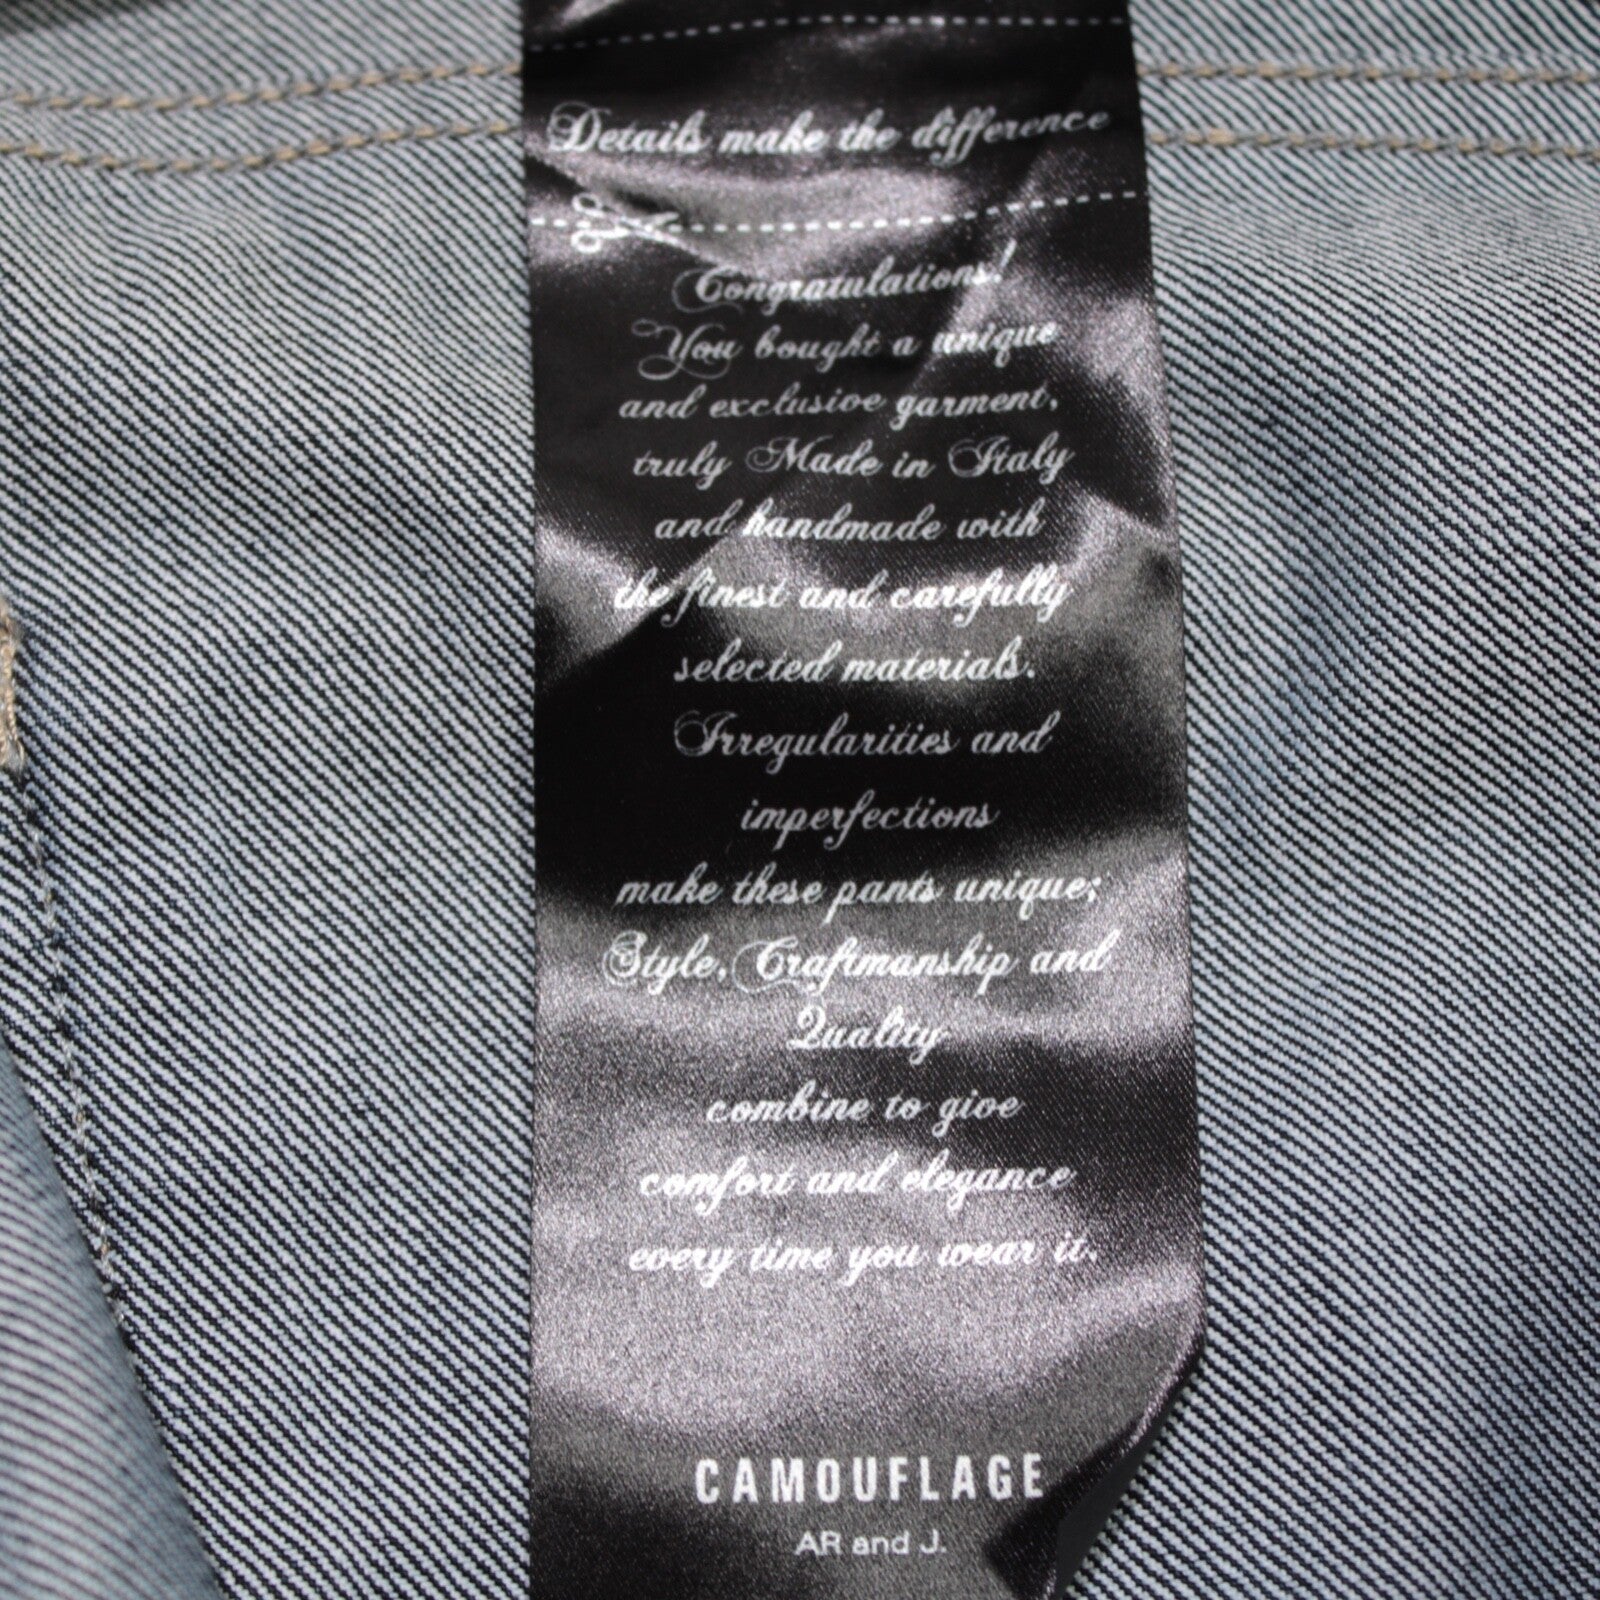 Details make the difference
Congratulations!
You bought a unique
and exclusive garment,
truly Made in Italy
and handmade with
the finest and carefully
selected materials.
Irregularities and
imperfections
make these pants unique;
Style, Craftmanship and
Quality
combine to give
comfort and elegance
every time you wear it.
CAMOUFLAGE
AR and J.